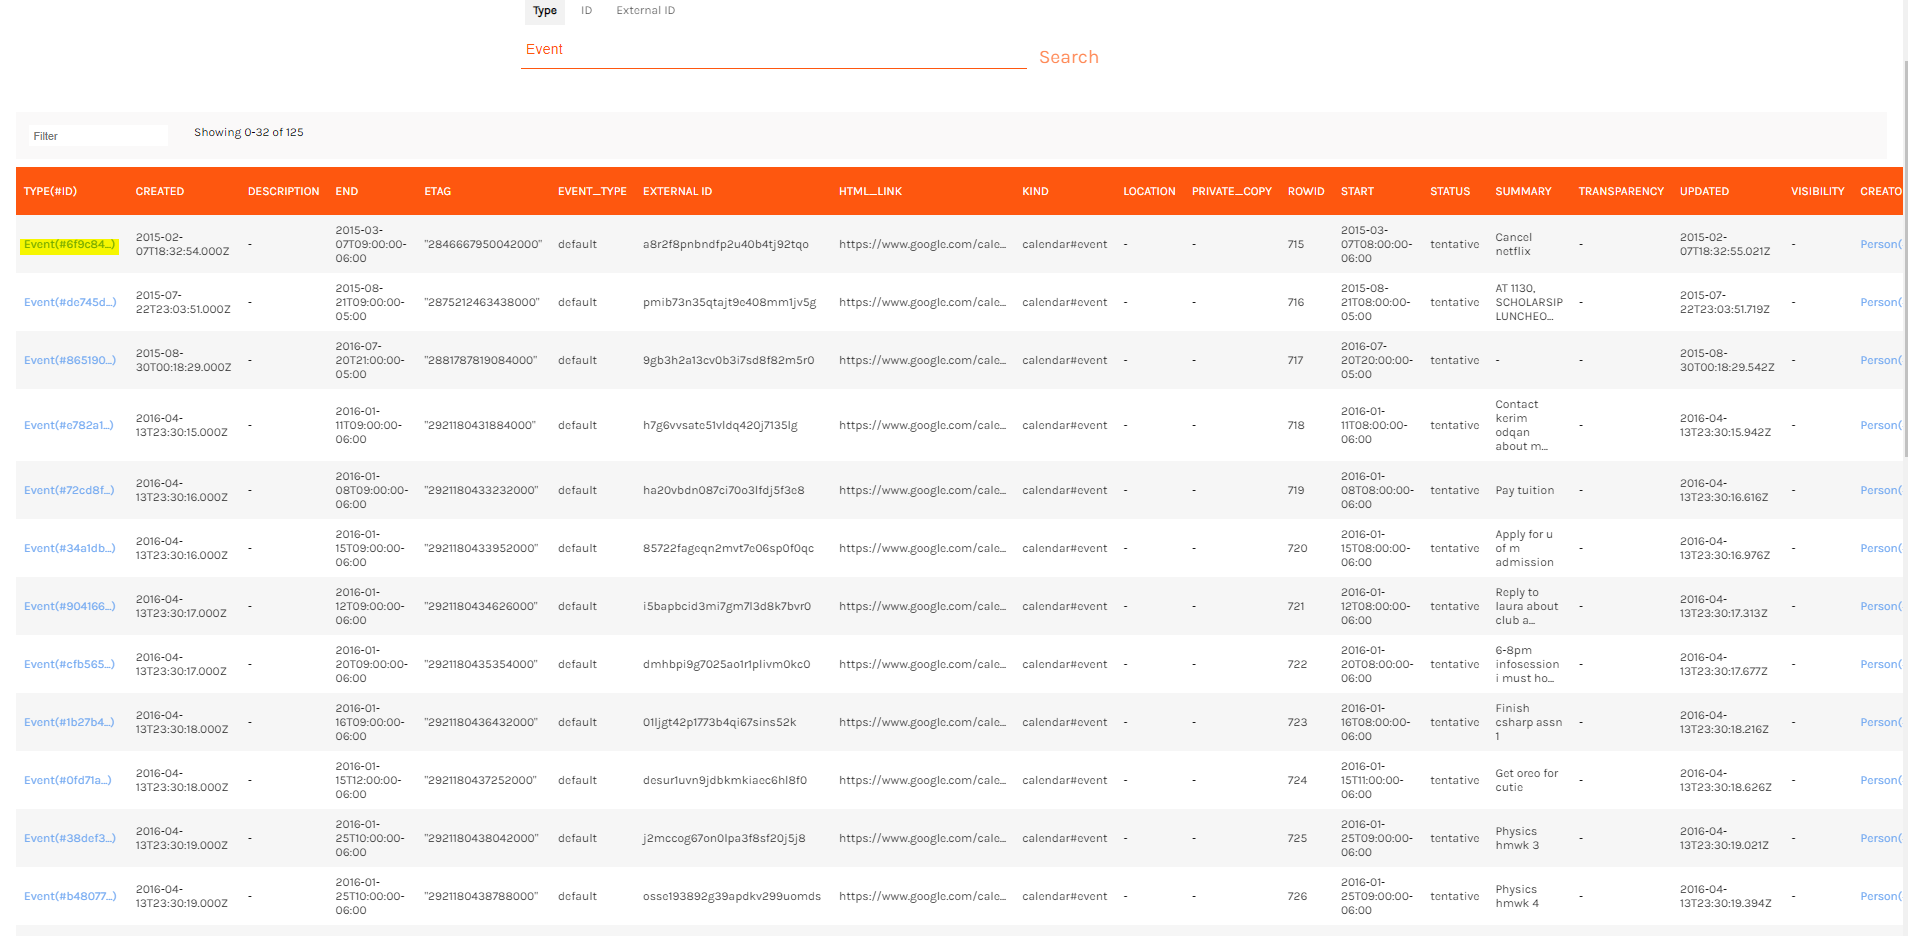 Type ID External ID
Event
Search
Filter Showing 0-32 of 125
TYPE(#ID) CREATED DESCRIPTION END ETAG EVENT_TYPE EXTERNAL ID HTML_LINK KIND LOCATION PRIVATE_COPY ROWID START STATUS SUMMARY TRANSPARENCY UPDATED VISIBILITY CREATO
Event(#6f9c84...) 2015-02-07T18:32:54.000Z - 2015-03-07T09:00:00-06:00 "2846667950042000" default a8r2f8pnbndfp2u40b4tj92tqo https://www.google.com/cale... calendar#event - - 715 2015-03-07T08:00:00-06:00 tentative Cancel netflix - 2015-02-07T18:32:55.021Z - Person(
Event(#de745d...) 2015-07-22T23:03:51.000Z - 2015-08-21T09:00:00-05:00 "2875212463438000" default pmib73n35qtajt9e408mm1jv5g https://www.google.com/cale... calendar#event - - 716 2015-08-21T08:00:00-05:00 tentative AT 1130, SCHOLARSIP LUNCHEO... - 2015-07-22T23:03:51.719Z - Person(
Event(#865190...) 2015-08-30T00:18:29.000Z - 2016-07-20T21:00:00-05:00 "2881787819084000" default 9gb3h2a13cv0b3i7sd8f82m5r0 https://www.google.com/cale... calendar#event - - 717 2016-07-20T20:00:00-05:00 tentative - - 2015-08-30T00:18:29.542Z - Person(
Event(#e782a1...) 2016-04-13T23:30:15.000Z - 2016-01-11T09:00:00-06:00 "2921180431884000" default h7g6vvsate51vldq420j7135lg https://www.google.com/cale... calendar#event - - 718 2016-01-11T08:00:00-06:00 tentative Contact kerim odqan about m... - 2016-04-13T23:30:15.942Z - Person(
Event(#72cd8f...) 2016-04-13T23:30:16.000Z - 2016-01-08T09:00:00-06:00 "2921180433232000" default ha20vbdn087ci70o3lfdj5f3e8 https://www.google.com/cale... calendar#event - - 719 2016-01-08T08:00:00-06:00 tentative Pay tuition - 2016-04-13T23:30:16.616Z - Person(
Event(#34a1db...) 2016-04-13T23:30:16.000Z - 2016-01-15T09:00:00-06:00 "2921180433952000" default 85722fageqn2mvt7e06sp0f0qc https://www.google.com/cale... calendar#event - - 720 2016-01-15T08:00:00-06:00 tentative Apply for u of m admission - 2016-04-13T23:30:16.976Z - Person(
Event(#904166...) 2016-04-13T23:30:17.000Z - 2016-01-12T09:00:00-06:00 "2921180434626000" default i5bapbcid3mi7gm7l3d8k7bvr0 https://www.google.com/cale... calendar#event - - 721 2016-01-12T08:00:00-06:00 tentative Reply to laura about club a... - 2016-04-13T23:30:17.313Z - Person(
Event(#cfb565...) 2016-04-13T23:30:17.000Z - 2016-01-20T09:00:00-06:00 "2921180435354000" default dmhbpi9g7025ao1r1plivm0kc0 https://www.google.com/cale... calendar#event - - 722 2016-01-20T08:00:00-06:00 tentative 6-8pm infosession i must ho... - 2016-04-13T23:30:17.677Z - Person(
Event(#1b27b4...) 2016-04-13T23:30:18.000Z - 2016-01-16T09:00:00-06:00 "2921180436432000" default 01ljgt42p1773b4qi67sins52k https://www.google.com/cale... calendar#event - - 723 2016-01-16T08:00:00-06:00 tentative Finish csharp assn 1 - 2016-04-13T23:30:18.216Z - Person(
Event(#0fd71a...) 2016-04-13T23:30:18.000Z - 2016-01-15T12:00:00-06:00 "2921180437252000" default desur1uvn9jdbkmkiaec6hl8f0 https://www.google.com/cale... calendar#event - - 724 2016-01-15T11:00:00-06:00 tentative Get oreo for cutie - 2016-04-13T23:30:18.626Z - Person(
Event(#38def3...) 2016-04-13T23:30:19.000Z - 2016-01-25T10:00:00-06:00 "2921180438042000" default j2mccog67on0lpa3f8sf20j5j8 https://www.google.com/cale... calendar#event - - 725 2016-01-25T09:00:00-06:00 tentative Physics hmwk 3 - 2016-04-13T23:30:19.021Z - Person(
Event(#b48077...) 2016-04-13T23:30:19.000Z - 2016-01-25T10:00:00-06:00 "2921180438788000" default osse193892g39apdkv299uomds https://www.google.com/cale... calendar#event - - 726 2016-01-25T09:00:00-06:00 tentative Physics hmwk 4 - 2016-04-13T23:30:19.394Z - Person(